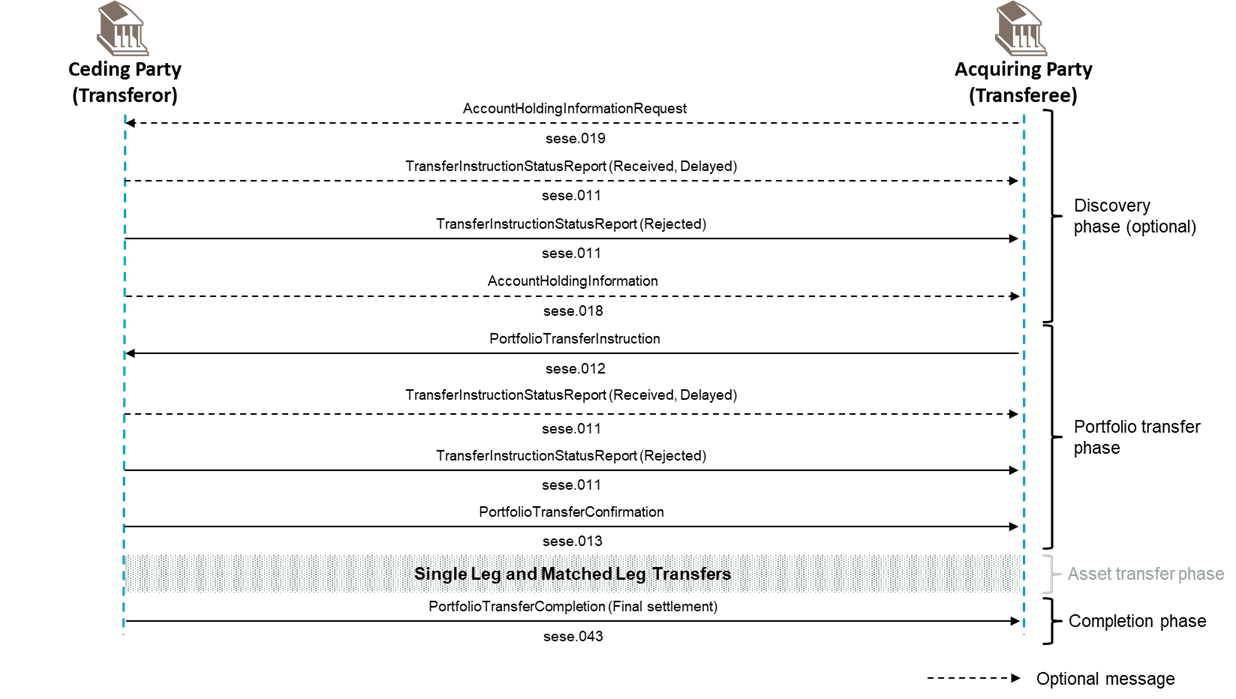 Ceding Party
(Transferor)
Acquiring Party
(Transferee)
AccountHoldingInformationRequest
sese.019
TransferInstructionStatusReport (Received, Delayed)
sese.011
TransferInstructionStatusReport (Rejected)
sese.011
AccountHoldingInformation
sese.018
Discovery
phase (optional)
PortfolioTransferInstruction
sese.012
TransferInstructionStatusReport (Received, Delayed)
sese.011
TransferInstructionStatusReport (Rejected)
sese.011
PortfolioTransferConfirmation
sese.013
Portfolio transfer
phase
Single Leg and Matched Leg Transfers
Asset transfer phase
PortfolioTransferCompletion (Final settlement)
sese.043
Completion phase
Optional message